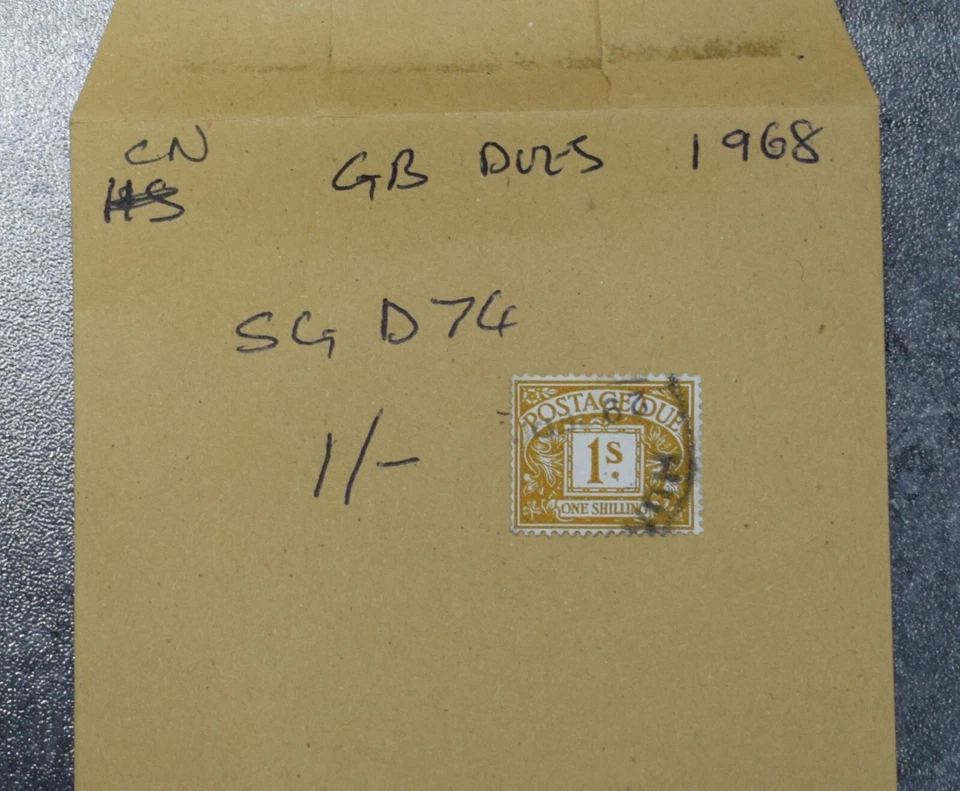 CN GB DUES 1968
HS
SG D74
1/-
POSTAGE DUE
1s.
ONE SHILLING